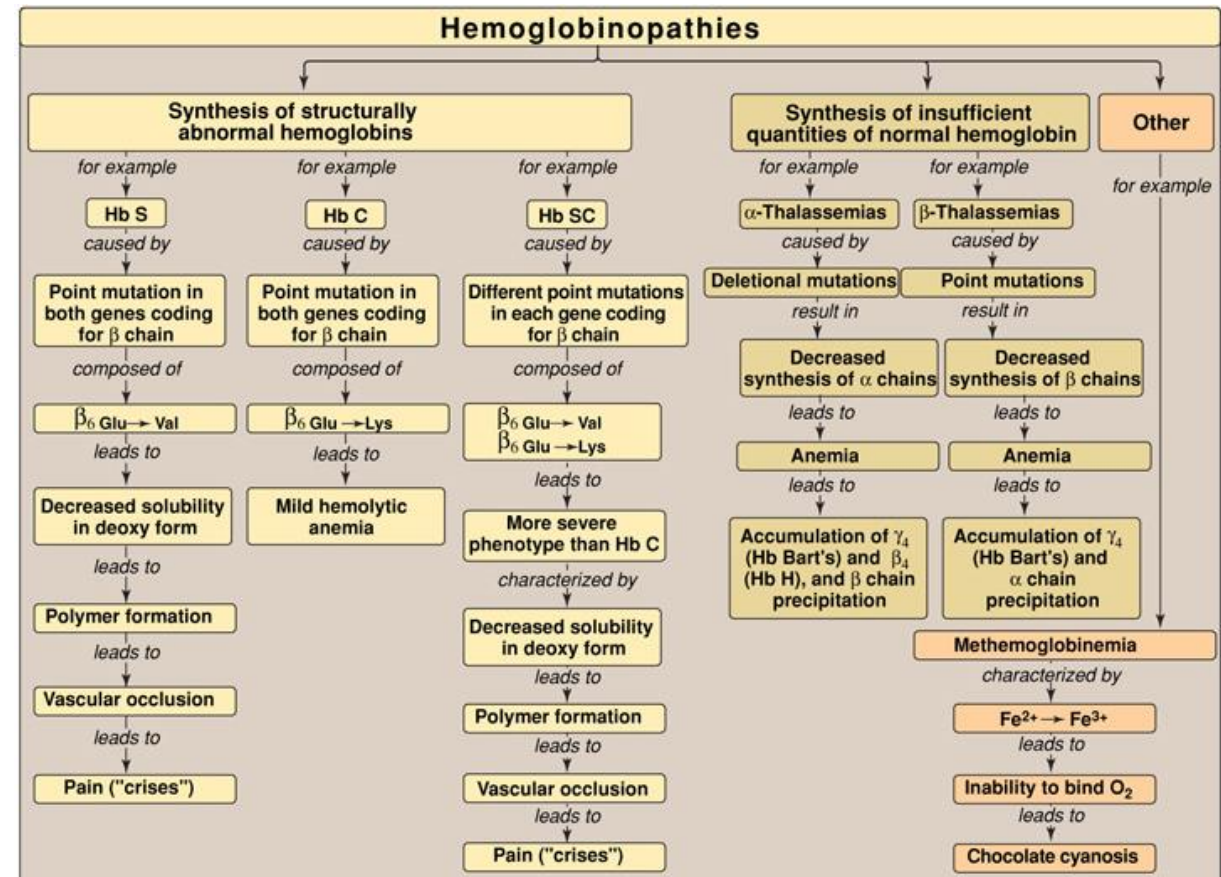 Hemoglobinopathies
Synthesis of structurally
abnormal hemoglobins
for example
Hb S
caused by
Point mutation in
both genes coding
for β chain
composed of
β₆ Glu→ Val
leads to
Decreased solubility
in deoxy form
leads to
Polymer formation
leads to
Vascular occlusion
leads to
Pain ("crises")
for example
Hb C
caused by
Point mutation in
both genes coding
for β chain
composed of
β₆ Glu →Lys
leads to
Mild hemolytic
anemia
for example
Hb SC
caused by
Different point mutations
in each gene coding
for β chain
composed of
β₆ Glu→ Val
β₆ Glu →Lys
leads to
More severe
phenotype than Hb C
characterized by
Decreased solubility
in deoxy form
leads to
Polymer formation
leads to
Vascular occlusion
leads to
Pain ("crises")
Synthesis of insufficient
quantities of normal hemoglobin
for example
α-Thalassemias
caused by
Deletional mutations
result in
Decreased
synthesis of α chains
leads to
Anemia
leads to
Accumulation of γ₄
(Hb Bart's) and β₄
(Hb H), and β chain
precipitation
for example
β-Thalassemias
caused by
Point mutations
result in
Decreased
synthesis of β chains
leads to
Anemia
leads to
Accumulation of γ₄
(Hb Bart's) and
α chain
precipitation
Other
for example
Methemoglobinemia
characterized by
Fe²⁺→ Fe³⁺
leads to
Inability to bind O₂
leads to
Chocolate cyanosis